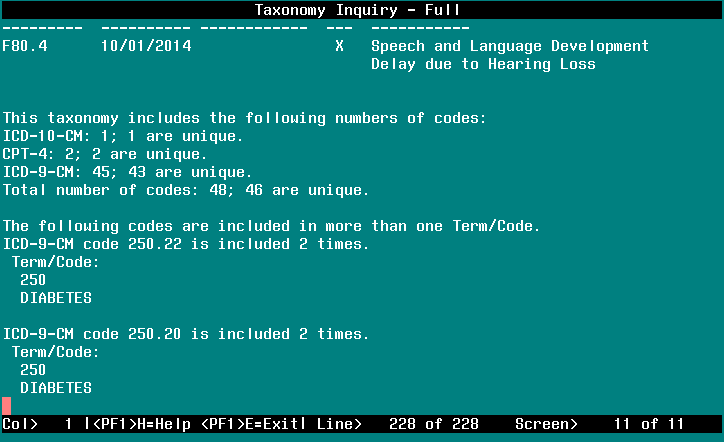 Taxonomy Inquiry - Full
--------- ---------- ------------ --- -----------
F80.4 10/01/2014 X Speech and Language Development
Delay due to Hearing Loss
This taxonomy includes the following numbers of codes:
ICD-10-CM: 1; 1 are unique.
CPT-4: 2; 2 are unique.
ICD-9-CM: 45; 43 are unique.
Total number of codes: 48; 46 are unique.
The following codes are included in more than one Term/Code.
ICD-9-CM code 250.22 is included 2 times.
Term/Code:
250
DIABETES
ICD-9-CM code 250.20 is included 2 times.
Term/Code:
250
DIABETES
Col> 1 |<PF1>H=Help <PF1>E=Exit| Line> 228 of 228 Screen> 11 of 11